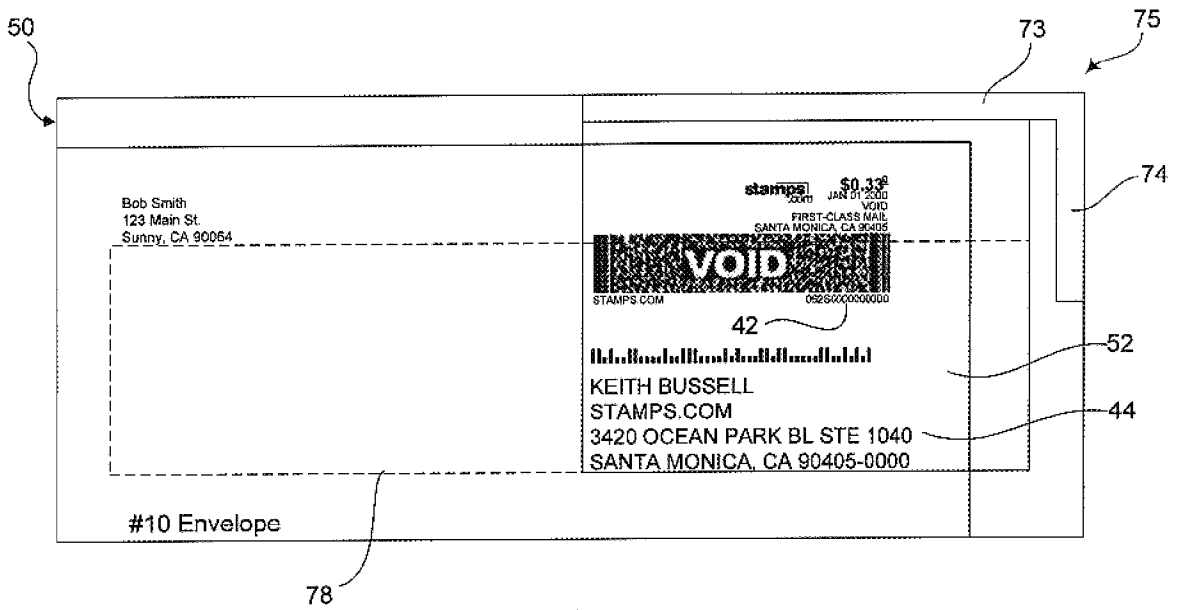 50
73
75
74
Bob Smith
123 Main St.
Sunny, CA 90064
stamps.com
$0.33⁰
JAN 01 2000
VOID
FIRST-CLASS MAIL
SANTA MONICA, CA 90405
VOID
STAMPS.COM
062S0000000000
42
52
KEITH BUSSELL
STAMPS.COM
3420 OCEAN PARK BL STE 1040
44
SANTA MONICA, CA 90405-0000
#10 Envelope
78